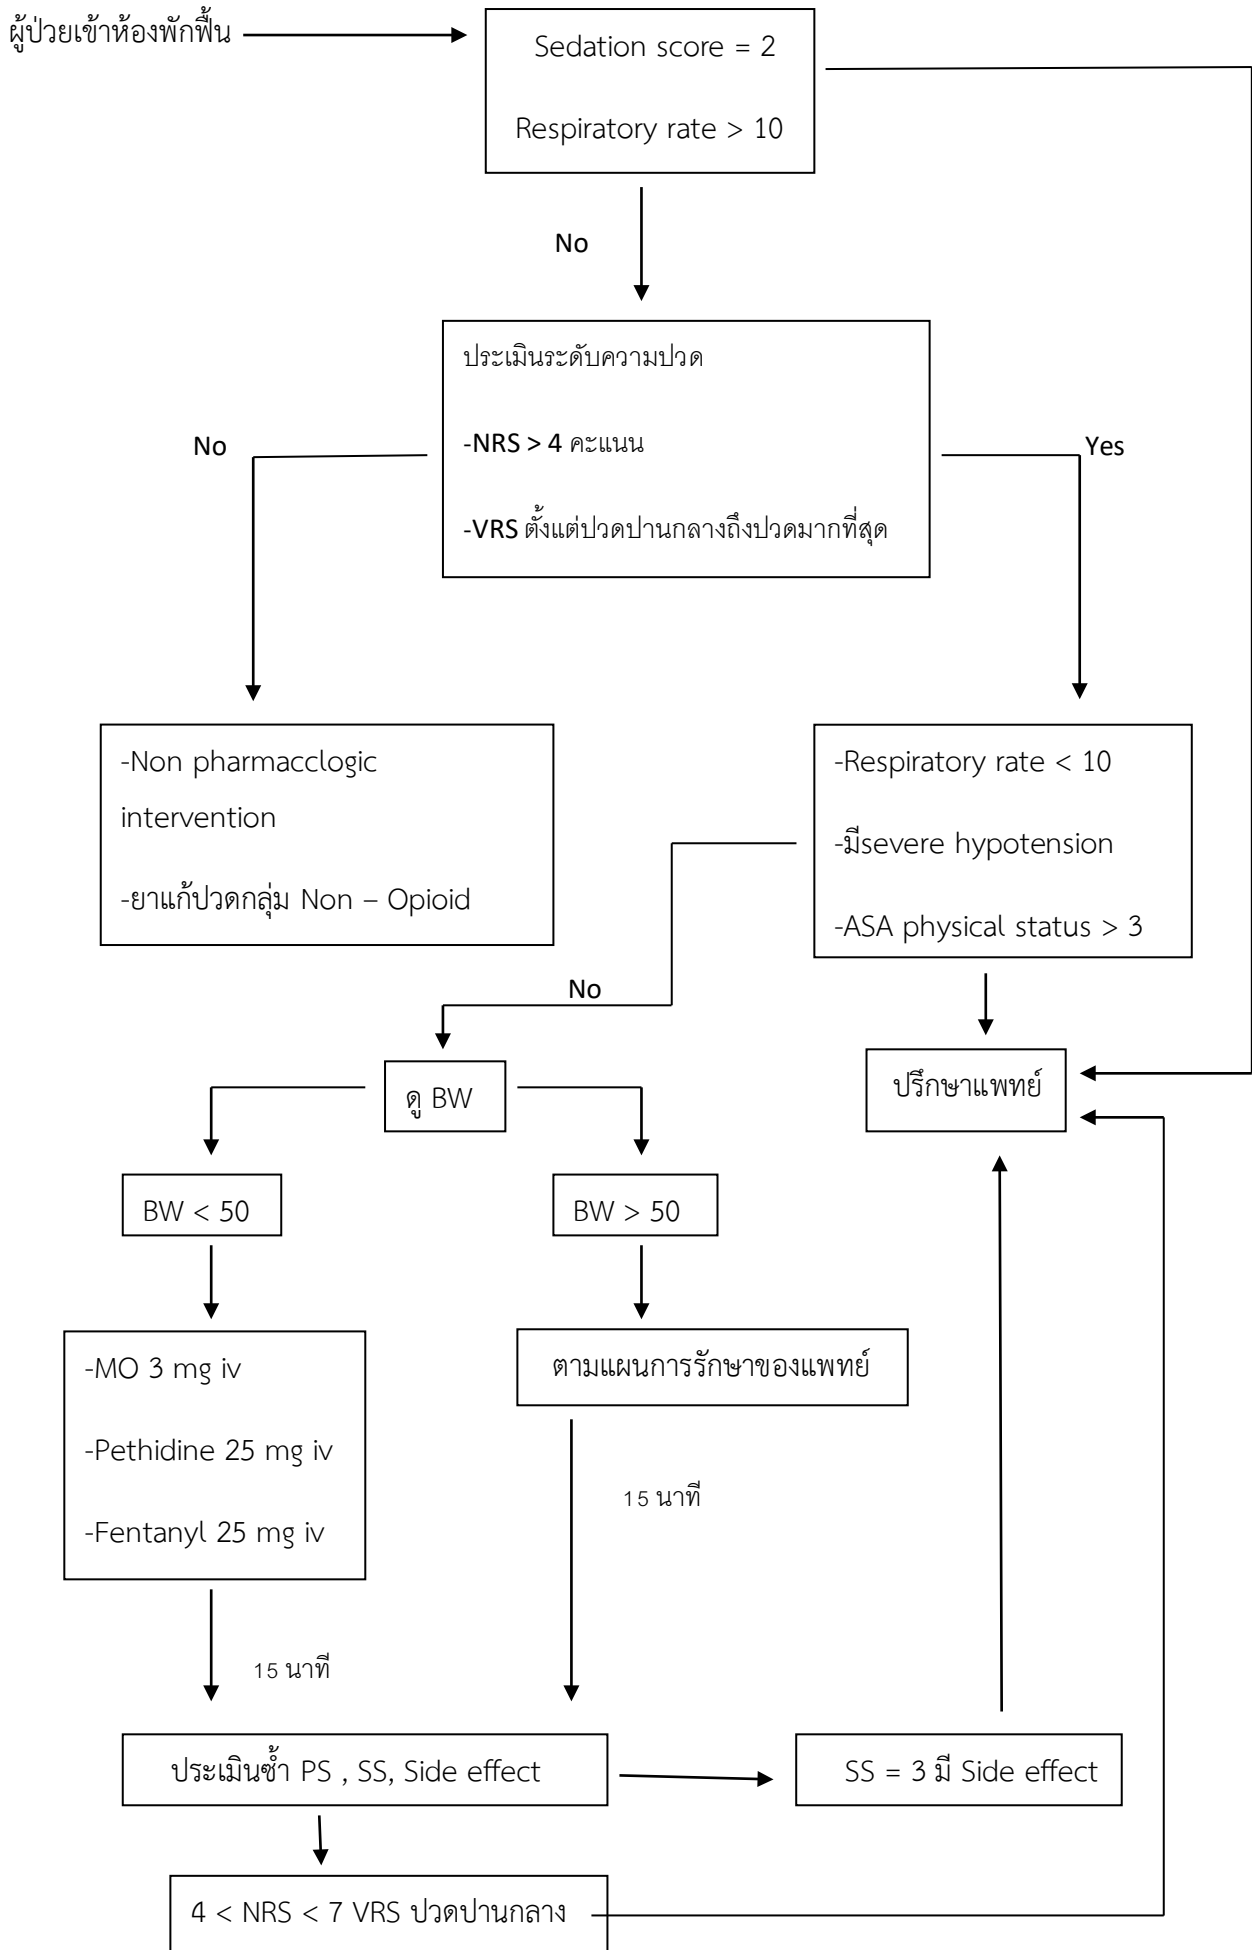 ผู้ป่วยเข้าห้องพักฟื้น
Sedation score = 2
Respiratory rate > 10
No
ประเมินระดับความปวด
-NRS > 4 คะแนน
-VRS ตั้งแต่ปวดปานกลางถึงปวดมากที่สุด
No
Yes
-Non pharmacclogic
intervention
-ยาแก้ปวดกลุ่ม Non – Opioid
-Respiratory rate < 10
-มีsevere hypotension
-ASA physical status > 3
No
ดู BW
ปรึกษาแพทย์
BW < 50
BW > 50
-MO 3 mg iv
-Pethidine 25 mg iv
-Fentanyl 25 mg iv
ตามแผนการรักษาของแพทย์
15 นาที
15 นาที
ประเมินซ้ำ PS , SS, Side effect
SS = 3 มี Side effect
4 < NRS < 7 VRS ปวดปานกลาง